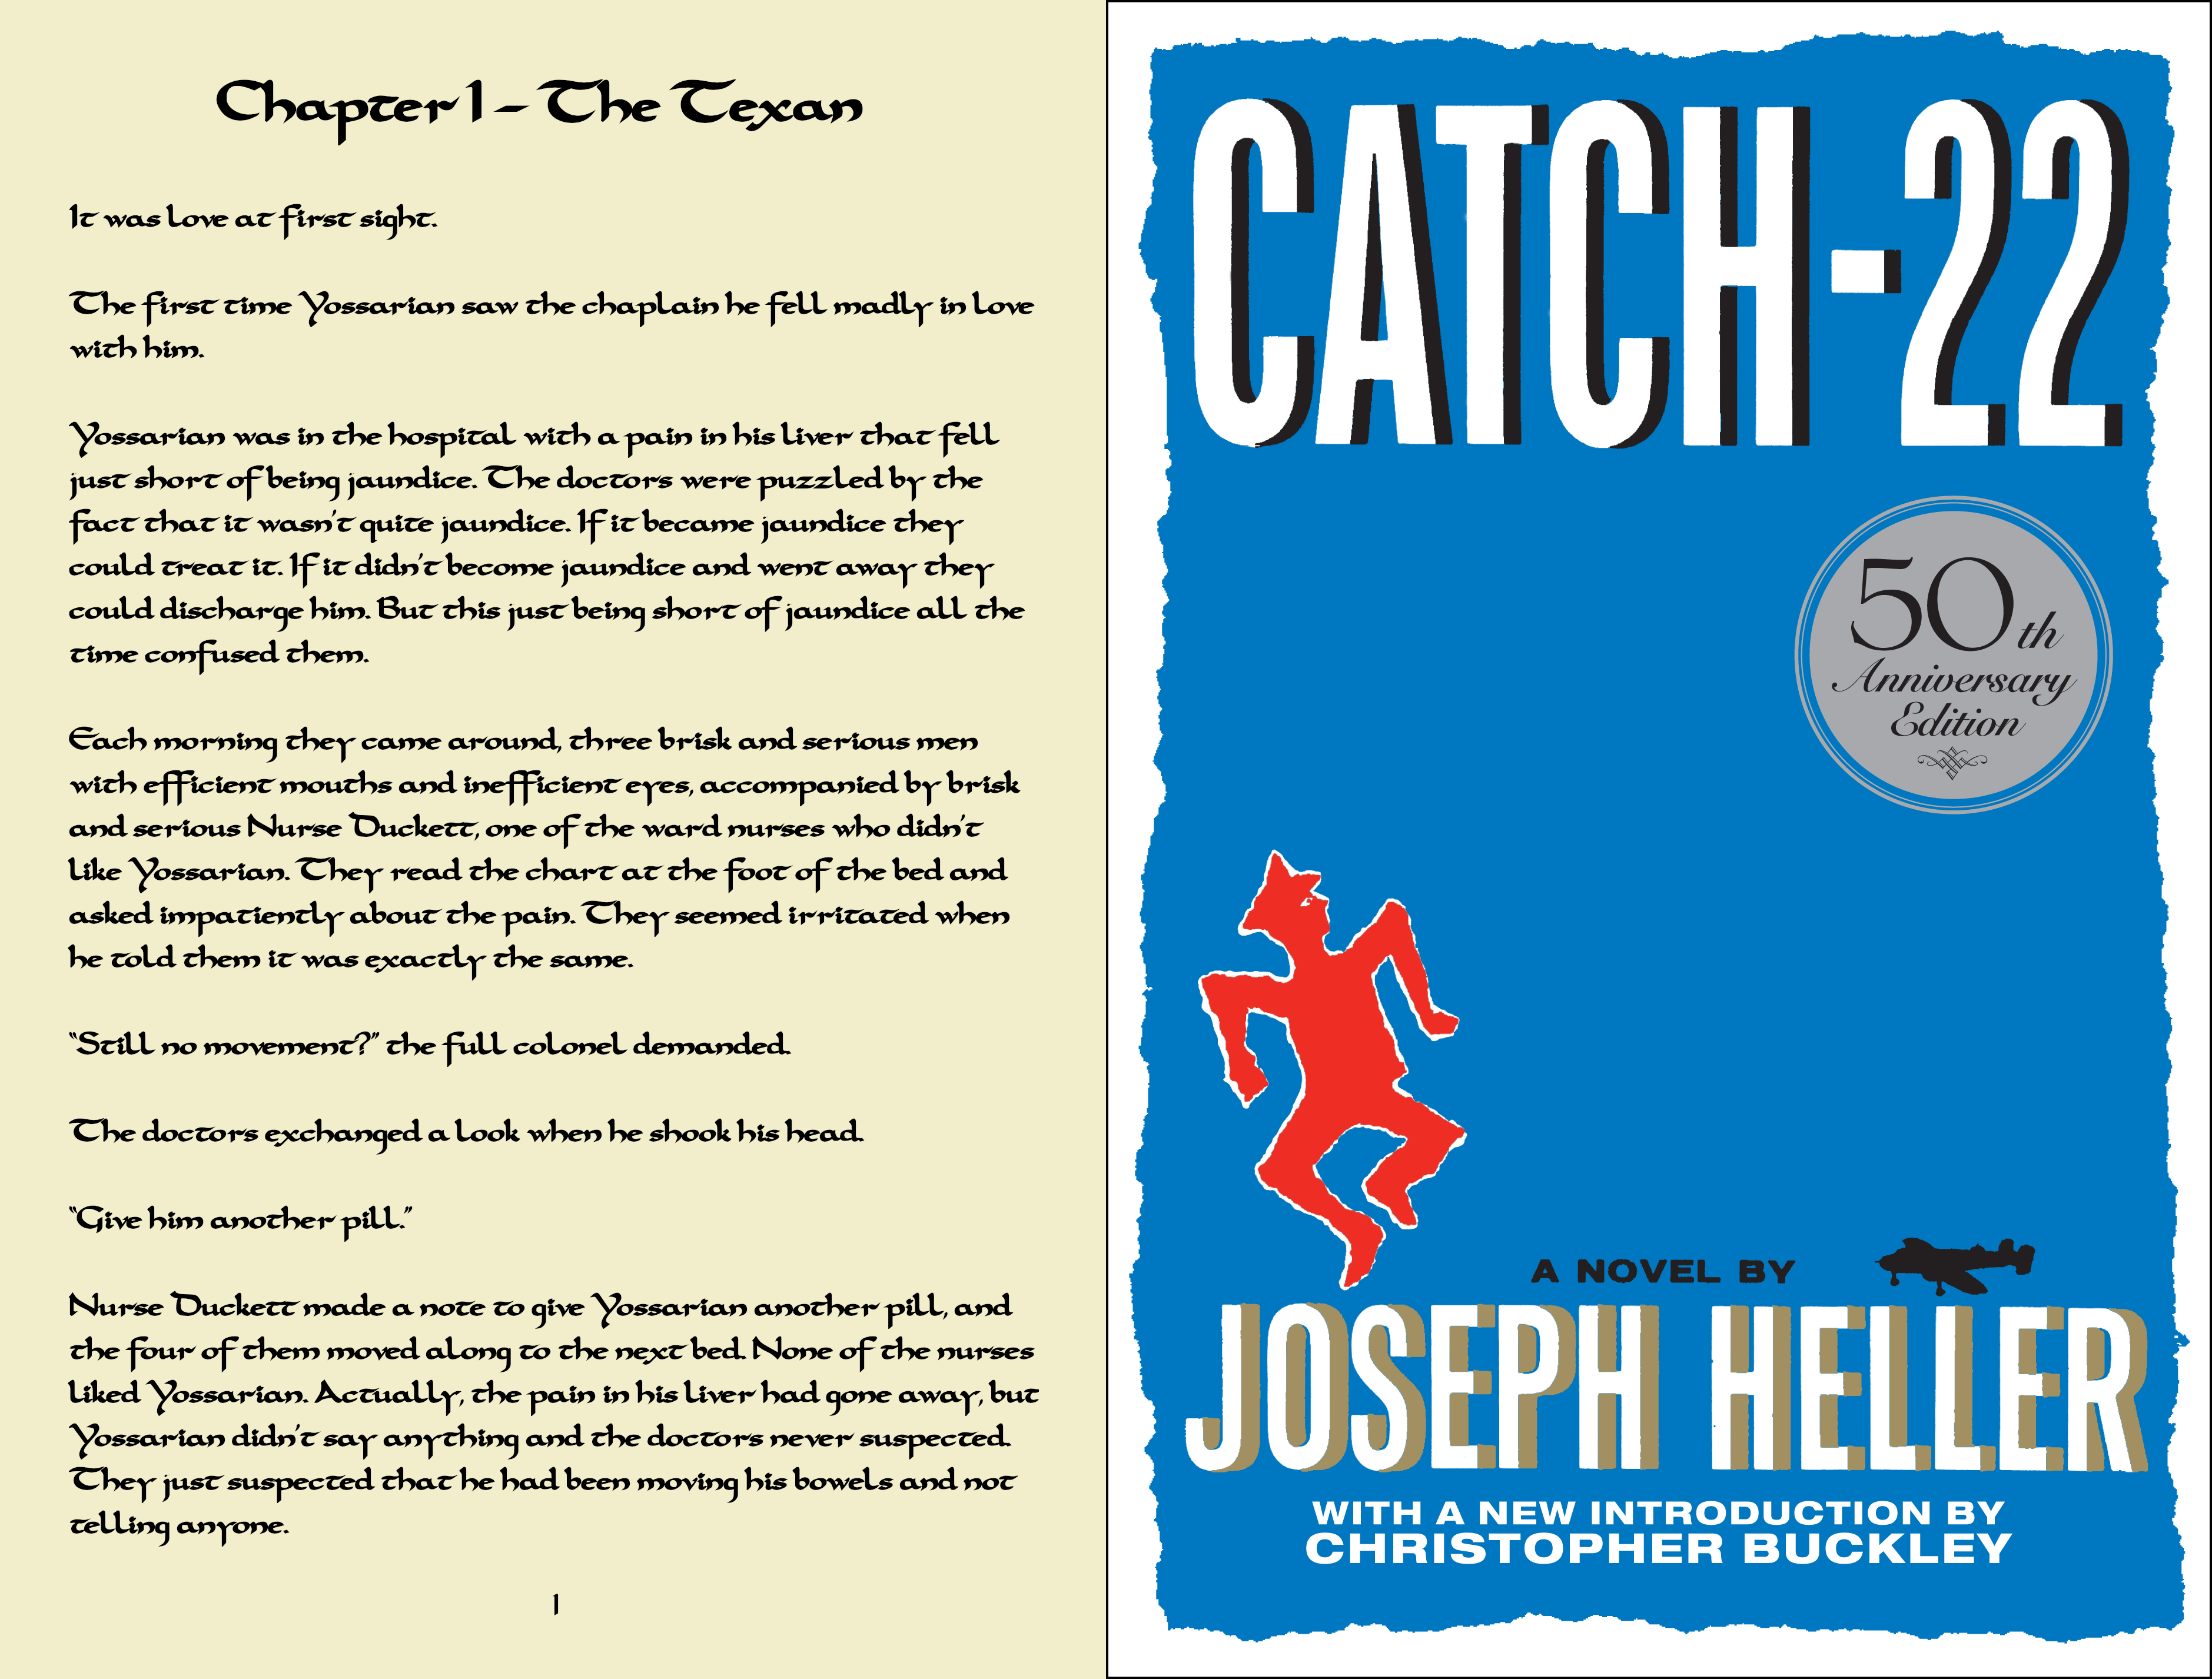 Chapter 1 - The Texan
It was love at first sight.
The first time Yossarian saw the chaplain he fell madly in love
with him.
Yossarian was in the hospital with a pain in his liver that fell
just short of being jaundice. The doctors were puzzled by the
fact that it wasn't quite jaundice. If it became jaundice they
could treat it. If it didn't become jaundice and went away they
could discharge him. But this just being short of jaundice all the
time confused them.
Each morning they came around, three brisk and serious men
with efficient mouths and inefficient eyes, accompanied by brisk
and serious Nurse Duckett, one of the ward nurses who didn't
like Yossarian. They read the chart at the foot of the bed and
asked impatiently about the pain. They seemed irritated when
he told them it was exactly the same.
"Still no movement?" the full colonel demanded.
The doctors exchanged a look when he shook his head.
"Give him another pill."
Nurse Duckett made a note to give Yossarian another pill, and
the four of them moved along to the next bed. None of the nurses
liked Yossarian. Actually, the pain in his liver had gone away, but
Yossarian didn't say anything and the doctors never suspected.
They just suspected that he had been moving his bowels and not
telling anyone.
1
CATCH-22
50th
Anniversary
Edition
A NOVEL BY
JOSEPH HELLER
WITH A NEW INTRODUCTION BY
CHRISTOPHER BUCKLEY